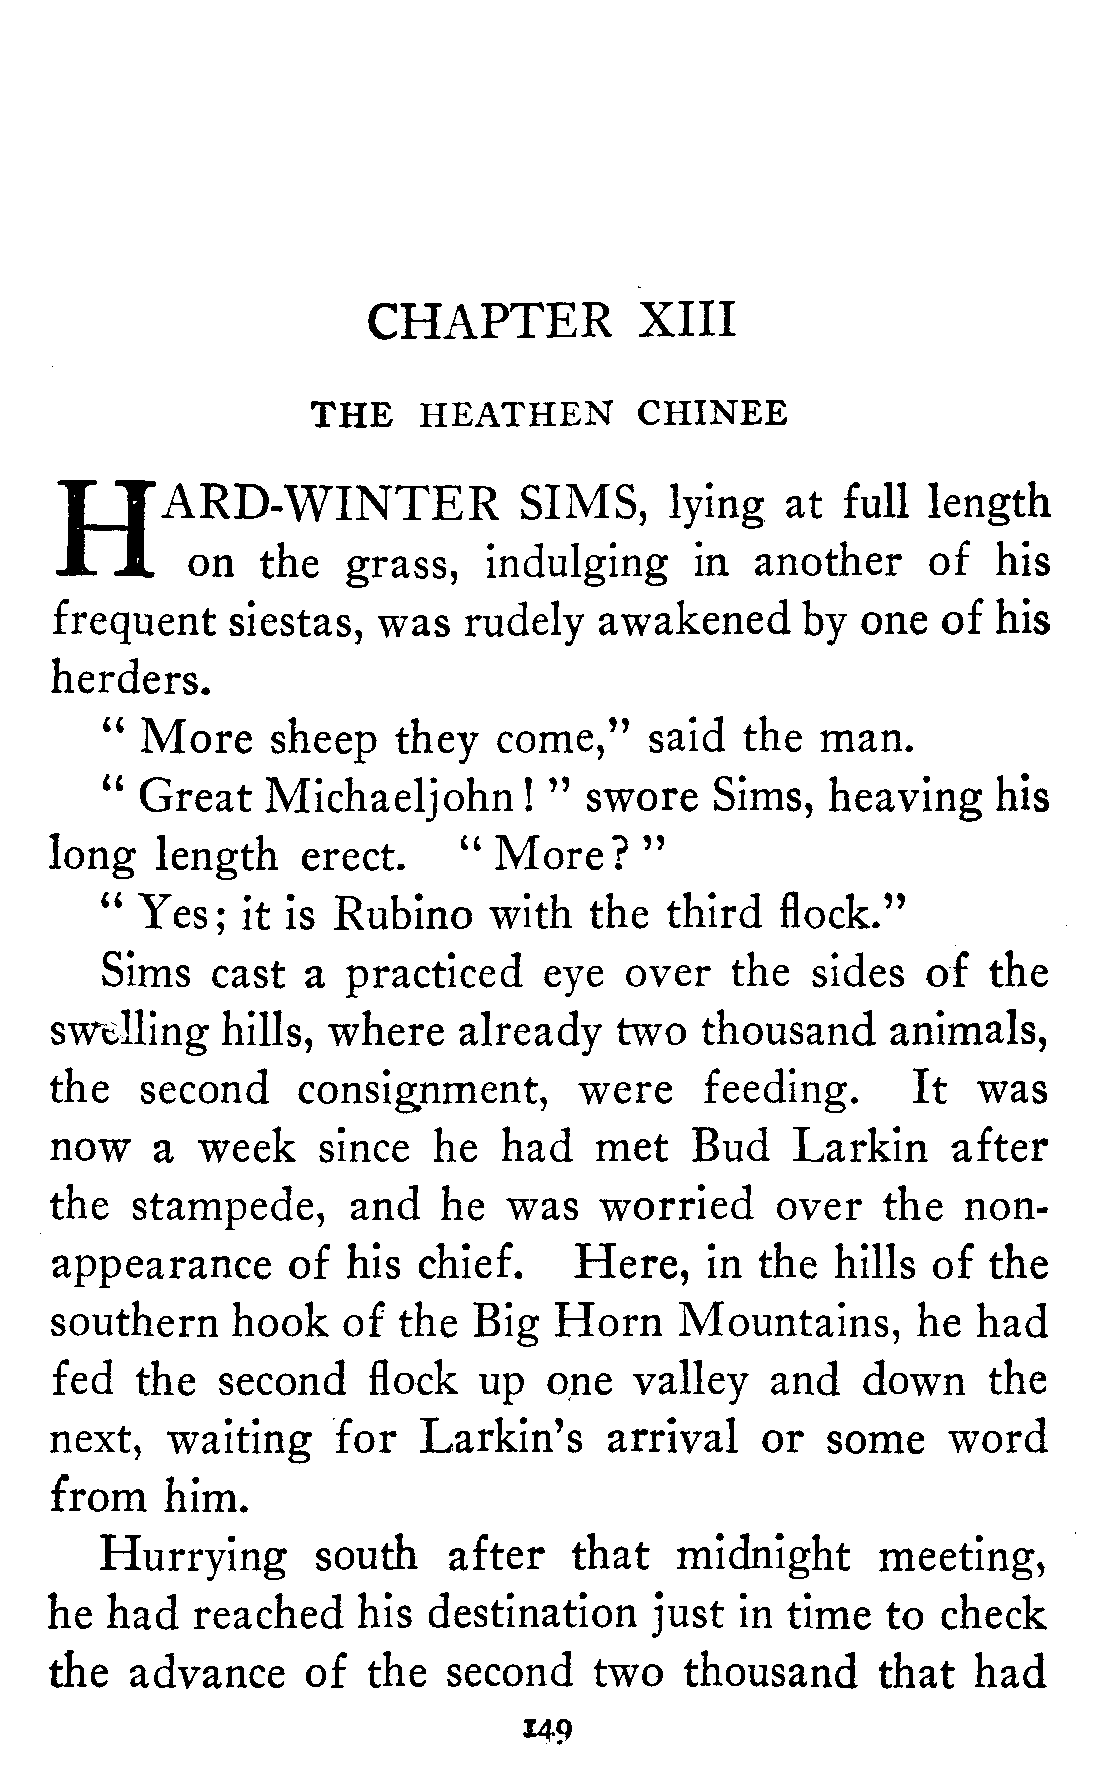 CHAPTER XIII
THE HEATHEN CHINEE
HARD-WINTER SIMS, lying at full length
on the grass, indulging in another of his
frequent siestas, was rudely awakened by one of his
herders.
“ More sheep they come,” said the man.
“ Great Michaeljohn ! ” swore Sims, heaving his
long length erect. “ More ? ”
“ Yes ; it is Rubino with the third flock.”
Sims cast a practiced eye over the sides of the
swelling hills, where already two thousand animals,
the second consignment, were feeding. It was
now a week since he had met Bud Larkin after
the stampede, and he was worried over the non-
appearance of his chief. Here, in the hills of the
southern hook of the Big Horn Mountains, he had
fed the second flock up one valley and down the
next, waiting for Larkin’s arrival or some word
from him.
Hurrying south after that midnight meeting,
he had reached his destination just in time to check
the advance of the second two thousand that had
149